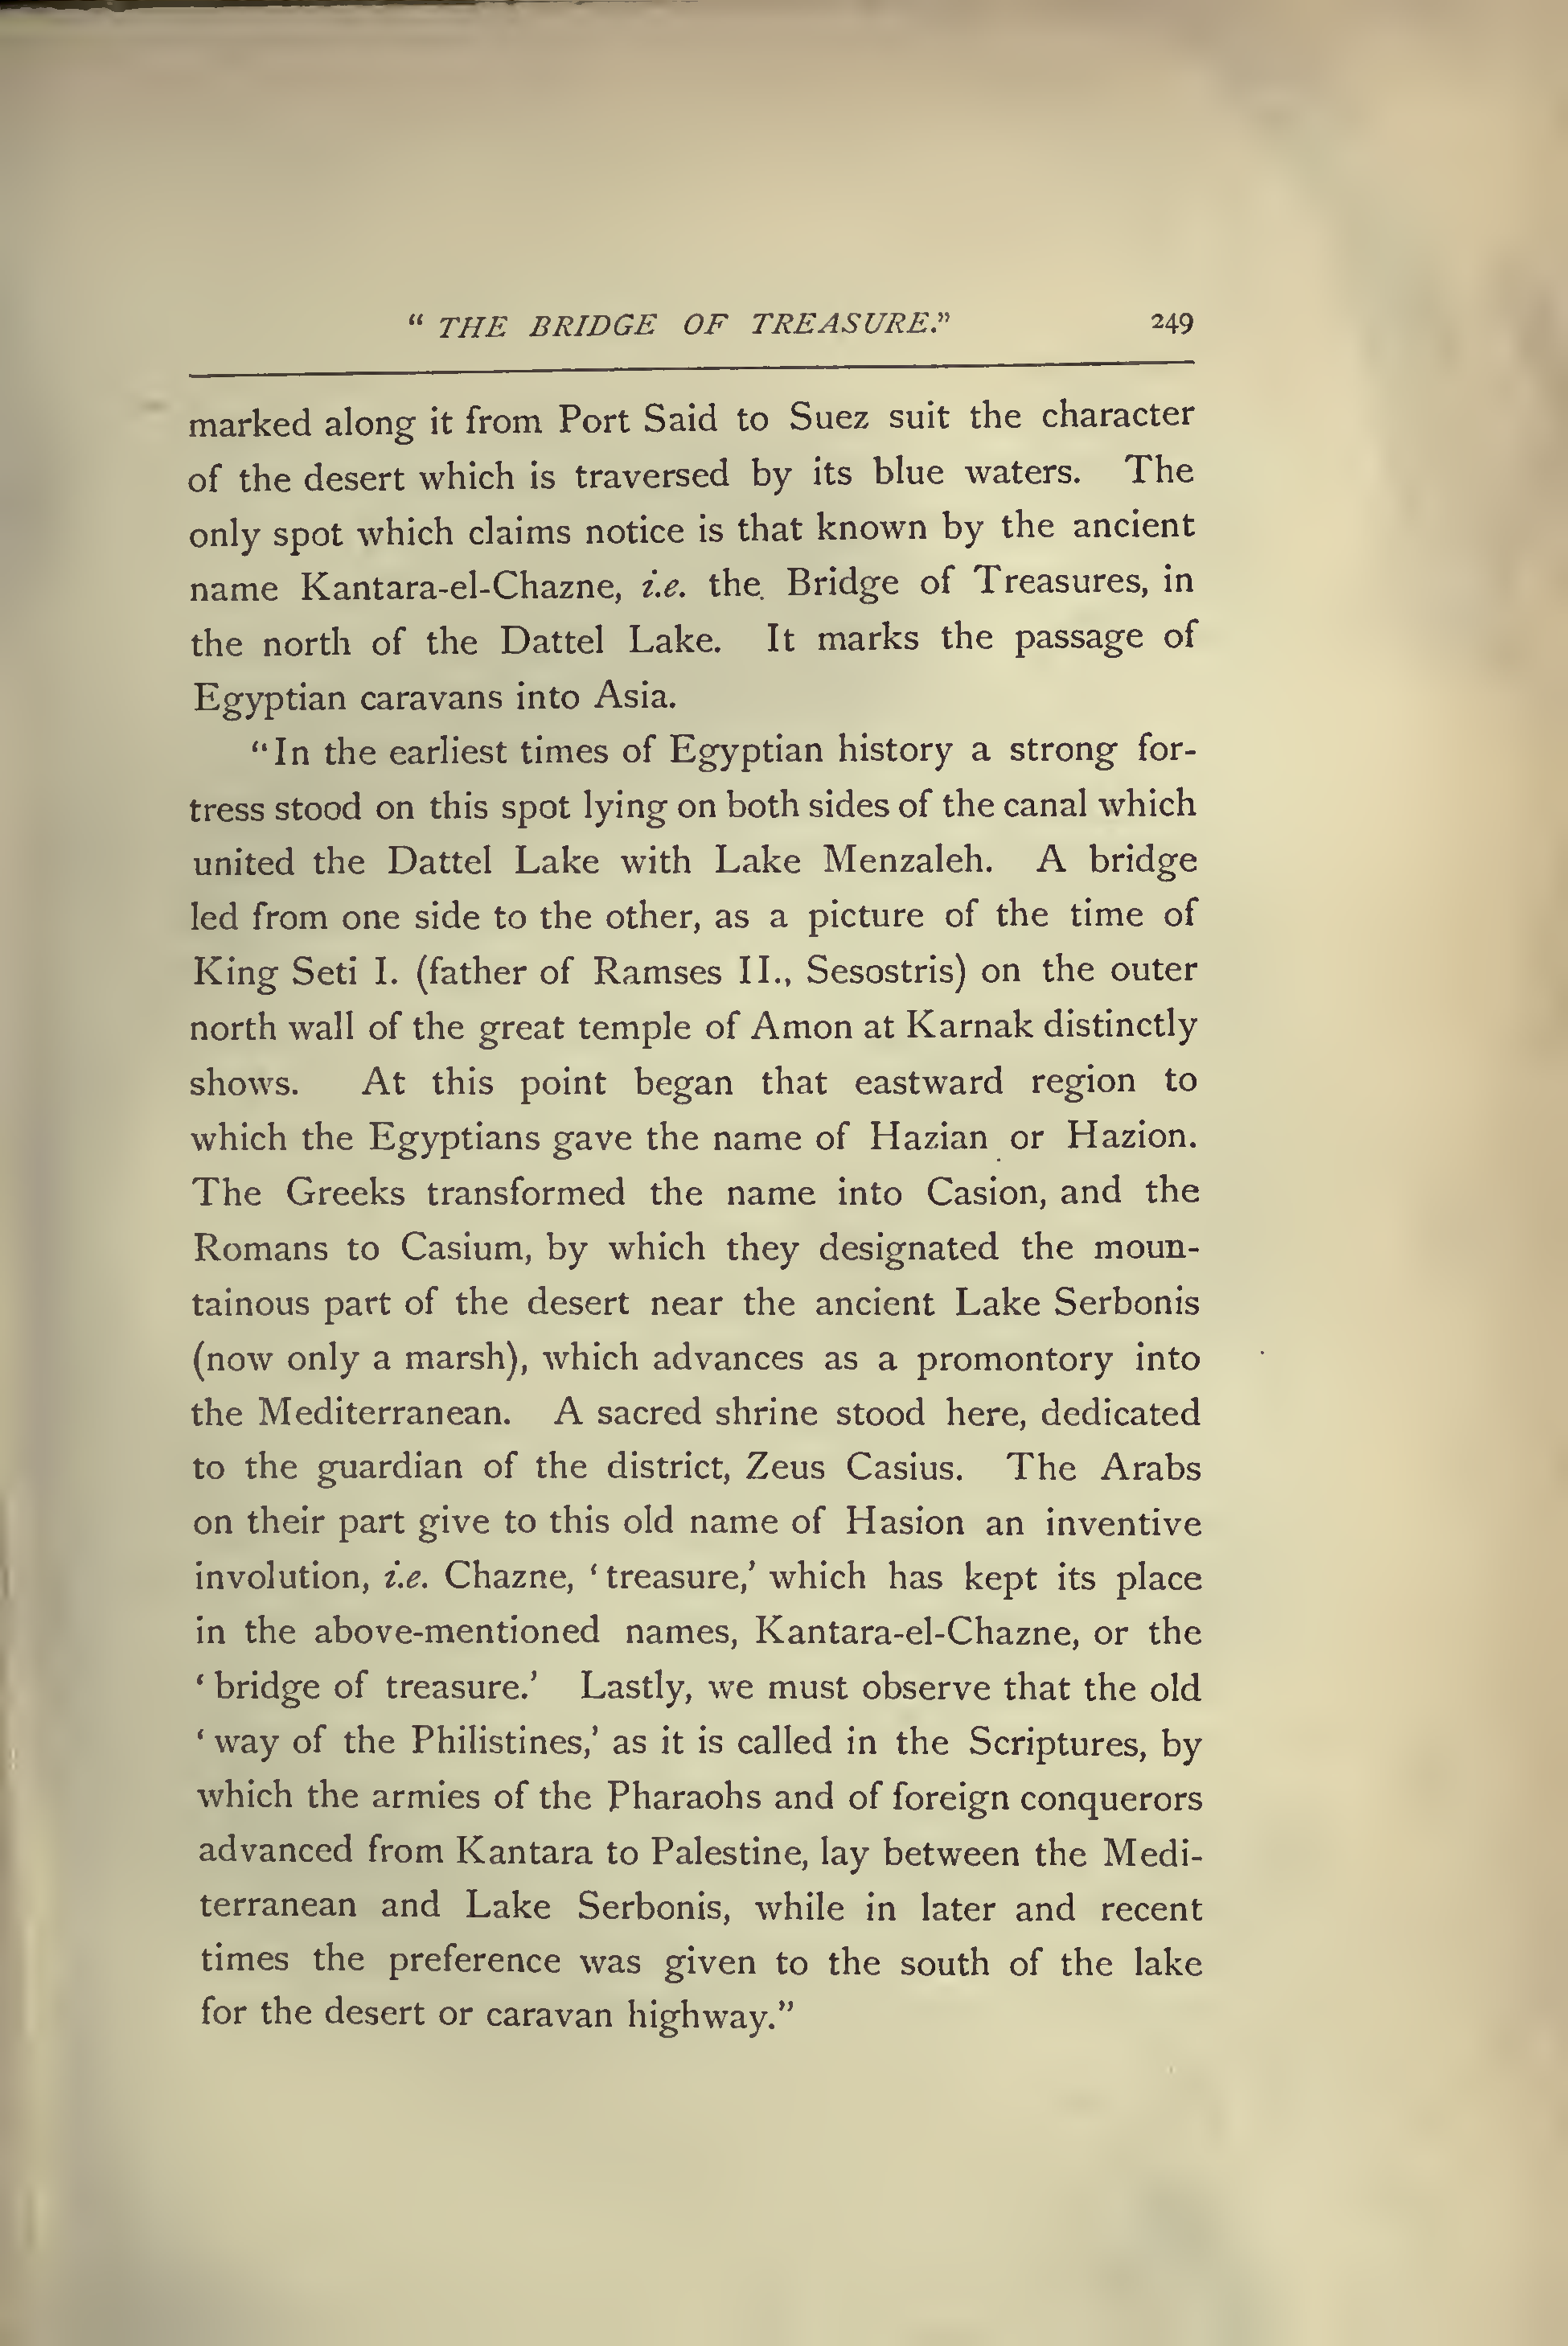 “ THE BRIDGE OF TREASURE.” 249
marked along it from Port Said to Suez suit the character
of the desert which is traversed by its blue waters. The
only spot which claims notice is that known by the ancient
name Kantara-el-Chazne, i.e. the. Bridge of Treasures, in
the north of the Dattel Lake. It marks the passage of
Egyptian caravans into Asia.
“In the earliest times of Egyptian history a strong for-
tress stood on this spot lying on both sides of the canal which
united the Dattel Lake with Lake Menzaleh. A bridge
led from one side to the other, as a picture of the time of
King Seti I. (father of Ramses II., Sesostris) on the outer
north wall of the great temple of Amon at Karnak distinctly
shows. At this point began that eastward region to
which the Egyptians gave the name of Hazian or Hazion.
The Greeks transformed the name into Casion, and the
Romans to Casium, by which they designated the moun-
tainous part of the desert near the ancient Lake Serbonis
(now only a marsh), which advances as a promontory into
the Mediterranean. A sacred shrine stood here, dedicated
to the guardian of the district, Zeus Casius. The Arabs
on their part give to this old name of Hasion an inventive
involution, i.e. Chazne, ‘ treasure,’ which has kept its place
in the above-mentioned names, Kantara-el-Chazne, or the
‘ bridge of treasure.’ Lastly, we must observe that the old
‘ way of the Philistines,’ as it is called in the Scriptures, by
which the armies of the Pharaohs and of foreign conquerors
advanced from Kantara to Palestine, lay between the Medi-
terranean and Lake Serbonis, while in later and recent
times the preference was given to the south of the lake
for the desert or caravan highway.”